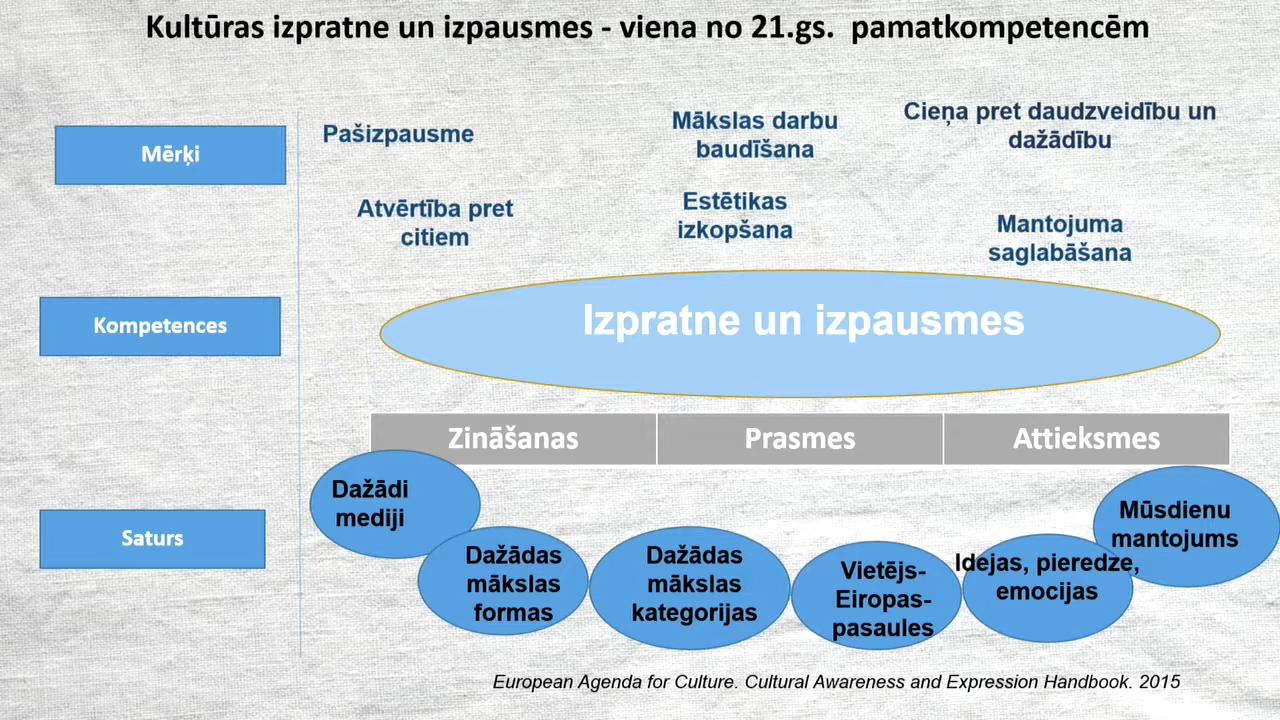 Kultūras izpratne un izpausmes - viena no 21.gs. pamatkompetencēm
Mērķi
Pašizpausme
Mākslas darbu
baudīšana
Cieņa pret daudzveidību un
dažādību
Atvērtība pret
citiem
Estētikas
izkopšana
Mantojuma
saglabāšana
Kompetences
Izpratne un izpausmes
Zināšanas
Prasmes
Attieksmes
Saturs
Dažādi
mediji
Dažādas
mākslas
formas
Dažādas
mākslas
kategorijas
Vietējs-
Eiropas-
pasaules
Idejas, pieredze,
emocijas
Mūsdienu
mantojums
European Agenda for Culture. Cultural Awareness and Expression Handbook. 2015